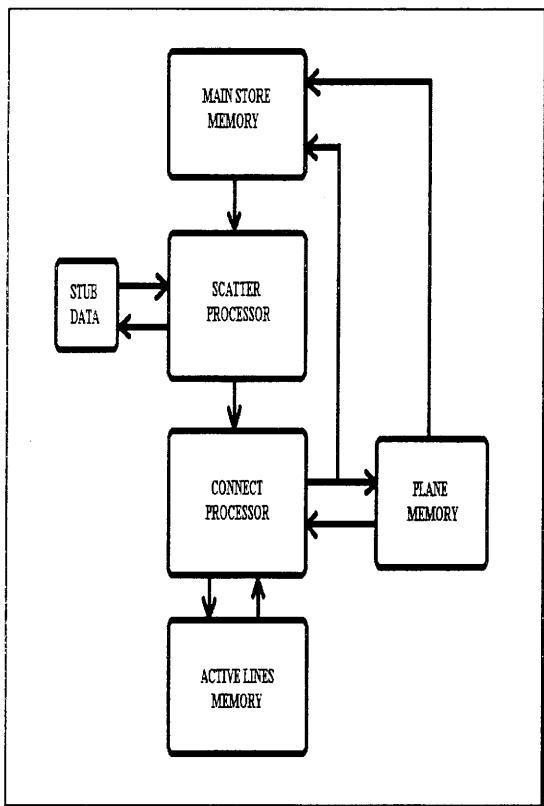 MAIN STORE
MEMORY
STUB
DATA
SCATTER
PROCESSOR
CONNECT
PROCESSOR
PLANE
MEMORY
ACTIVE LINES
MEMORY